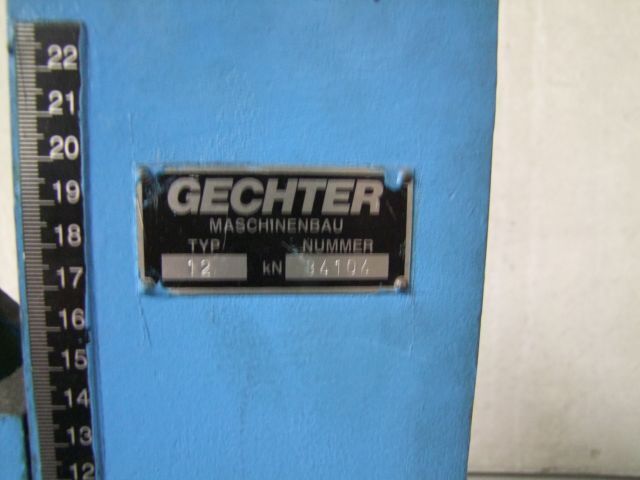 22
21
20
19
18
17
16
15
14
13
12
GECHTER
MASCHINENBAU
TYP NUMMER
12 kN